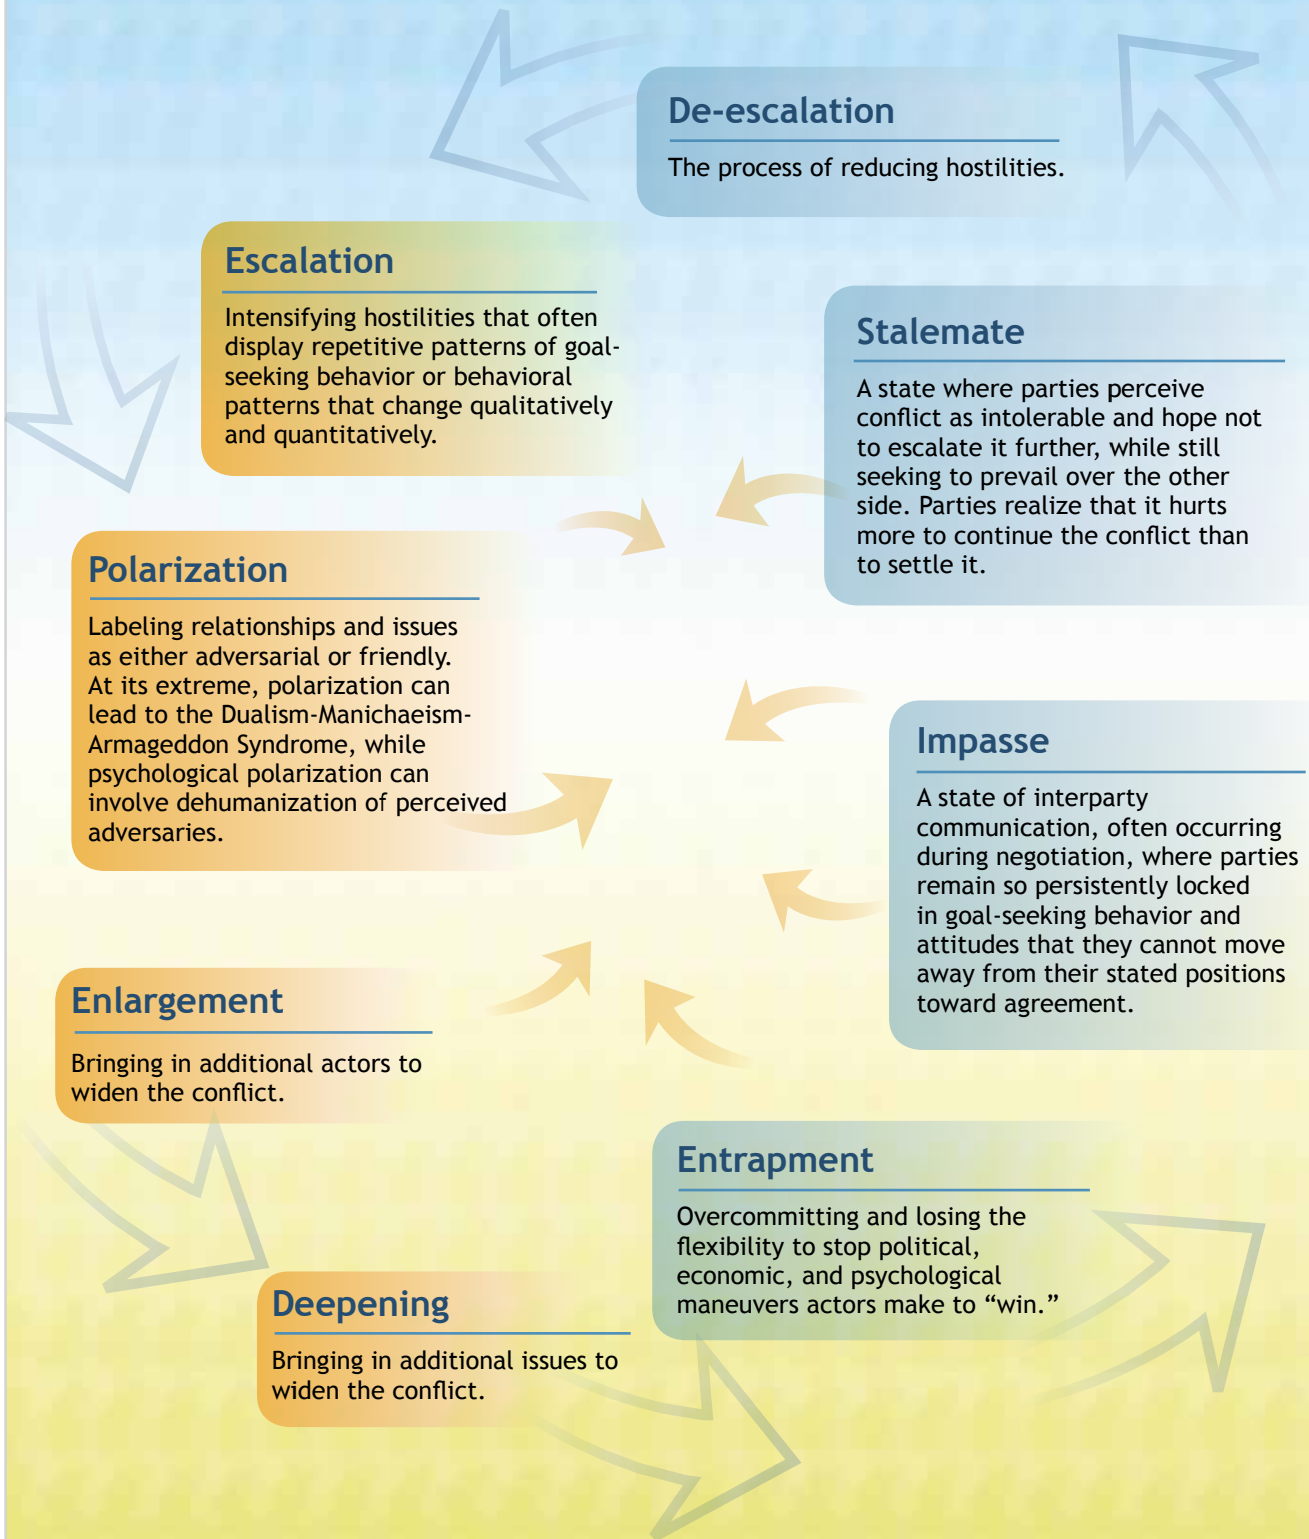 De-escalation
The process of reducing hostilities.
Escalation
Intensifying hostilities that often
display repetitive patterns of goal-
seeking behavior or behavioral
patterns that change qualitatively
and quantitatively.
Stalemate
A state where parties perceive
conflict as intolerable and hope not
to escalate it further, while still
seeking to prevail over the other
side. Parties realize that it hurts
more to continue the conflict than
to settle it.
Polarization
Labeling relationships and issues
as either adversarial or friendly.
At its extreme, polarization can
lead to the Dualism-Manichaeism-
Armageddon Syndrome, while
psychological polarization can
involve dehumanization of perceived
adversaries.
Impasse
A state of interparty
communication, often occurring
during negotiation, where parties
remain so persistently locked
in goal-seeking behavior and
attitudes that they cannot move
away from their stated positions
toward agreement.
Enlargement
Bringing in additional actors to
widen the conflict.
Entrapment
Overcommitting and losing the
flexibility to stop political,
economic, and psychological
maneuvers actors make to “win.”
Deepening
Bringing in additional issues to
widen the conflict.